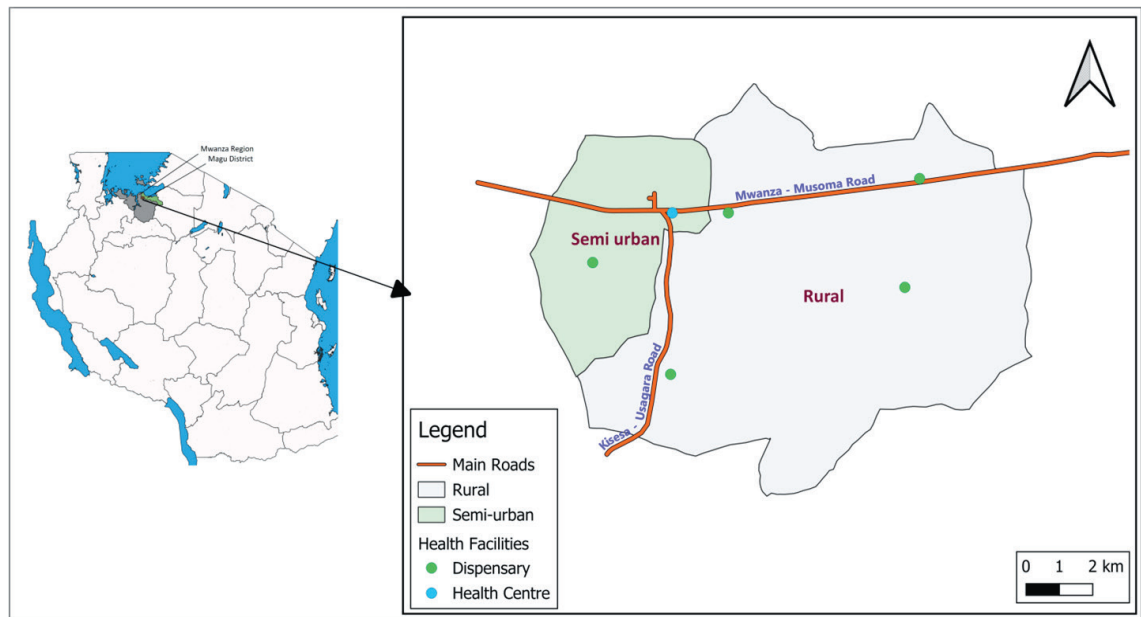 Mwanza Region
Magu District
Mwanza - Musoma Road
Semi urban
Rural
Kisesa - Usagara Road
Legend
Main Roads
Rural
Semi-urban
Health Facilities
Dispensary
Health Centre
0 1 2 km